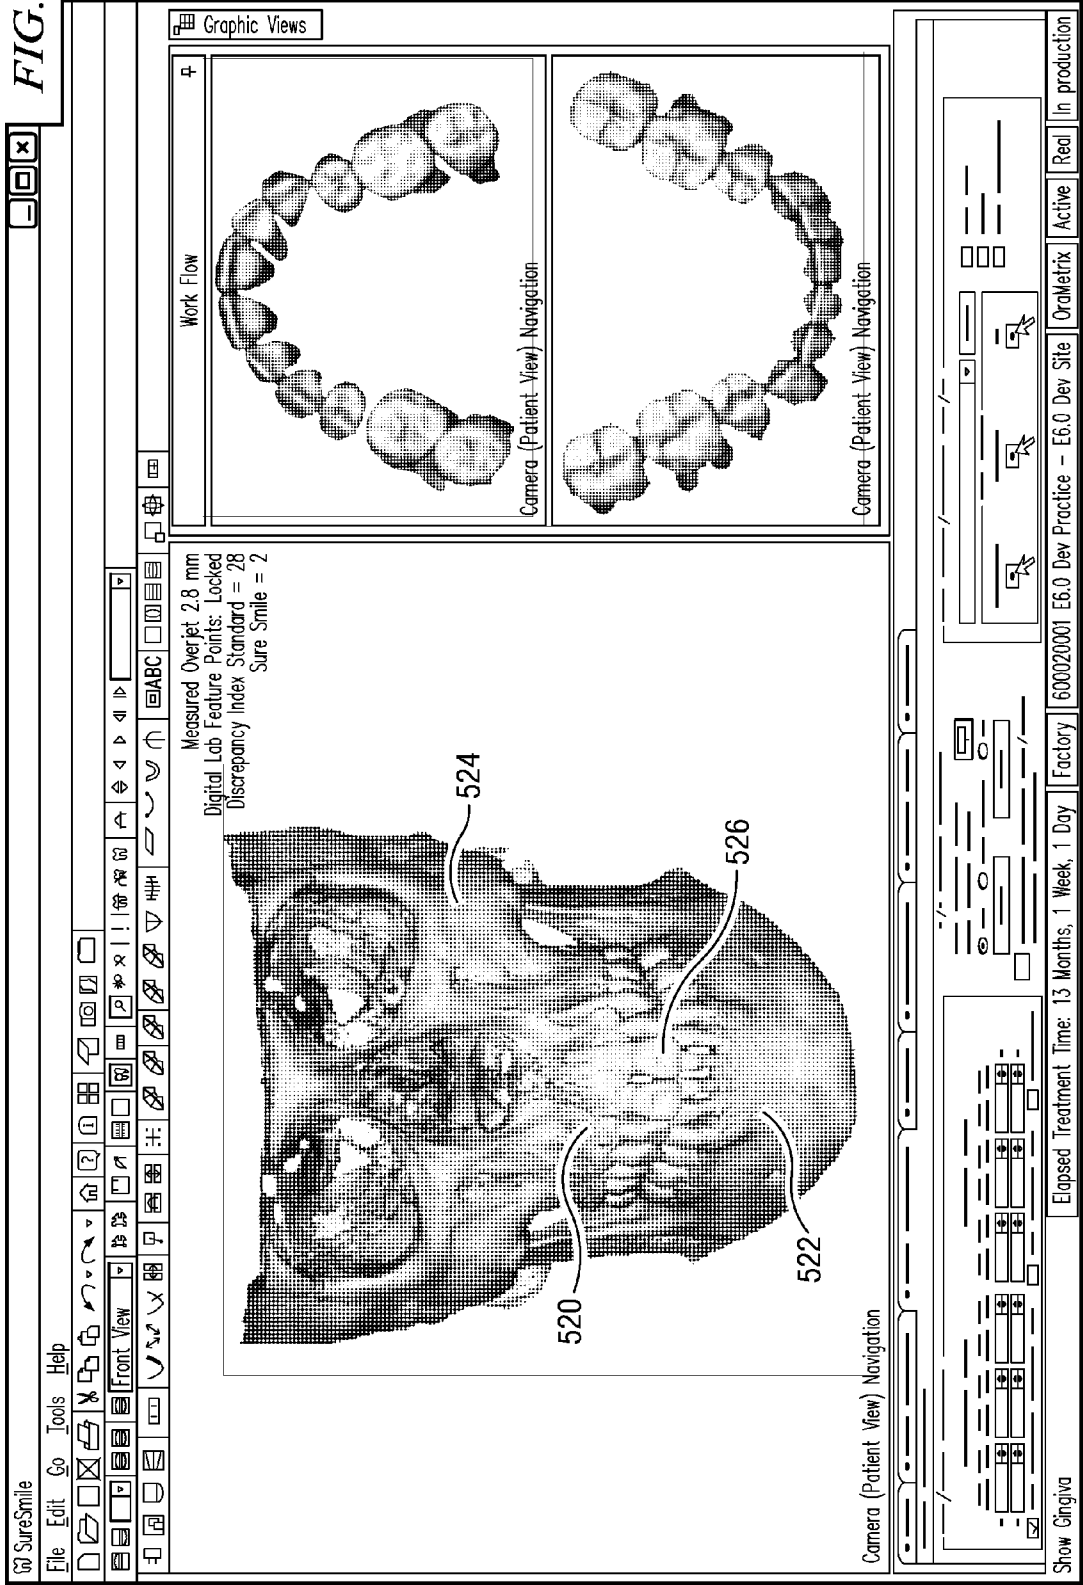 FIG.
SureSmile
File Edit Go Tools Help
Front View
ABC
Graphic Views
Measured Overjet 2.8 mm
Digital Lab Feature Points: Locked
Discrepancy Index Standard = 28
Sure Smile = 2
Work Flow
Camera (Patient View) Navigation
Camera (Patient View) Navigation
520
522
524
526
Camera (Patient View) Navigation
Show Gingiva
Elapsed Treatment Time: 13 Months, 1 Week, 1 Day
Factory
600020001 E6.0 Dev Practice - E6.0 Dev Site
OraMetrix
Active
Real
In production